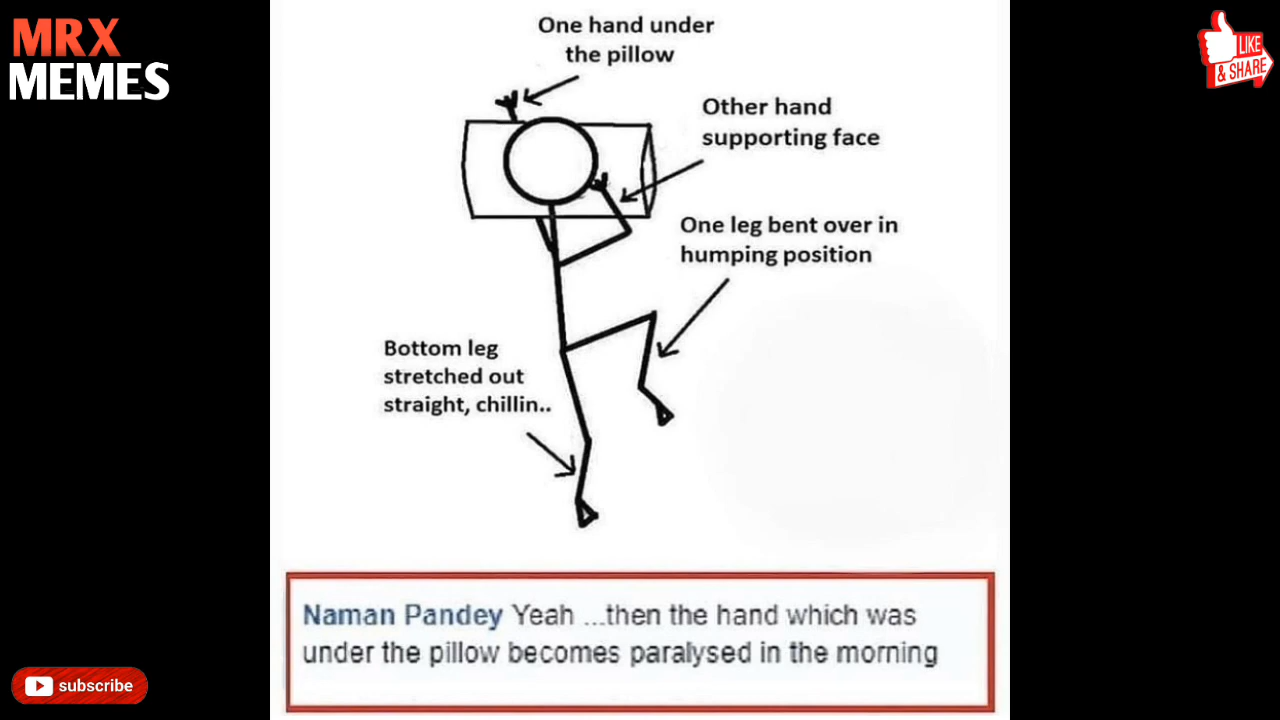 MRX
MEMES
One hand under
the pillow
LIKE
& SHARE
Other hand
supporting face
One leg bent over in
humping position
Bottom leg
stretched out
straight, chillin..
Naman Pandey Yeah ...then the hand which was
under the pillow becomes paralysed in the morning
subscribe